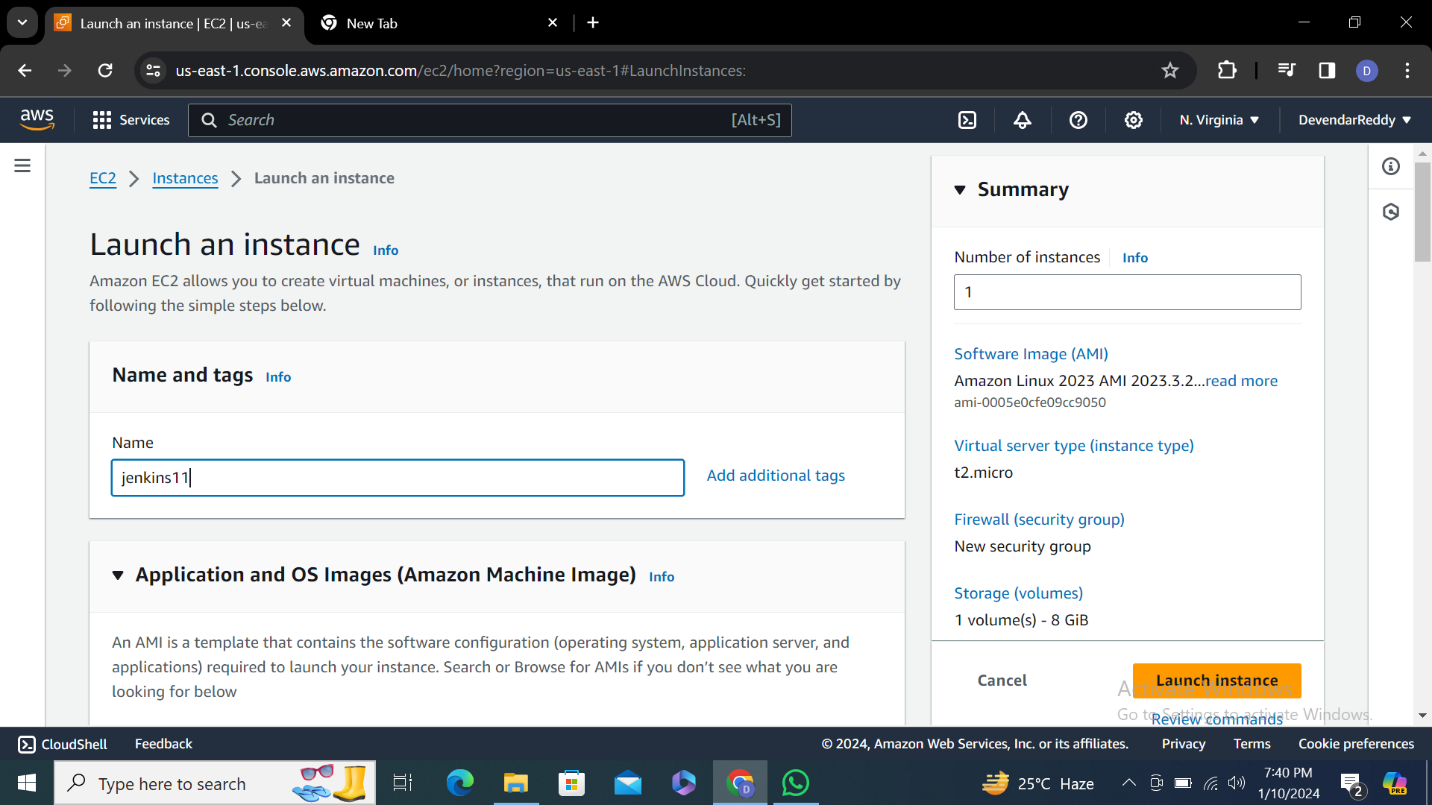 Launch an instance | EC2 | us-ea
New Tab
us-east-1.console.aws.amazon.com/ec2/home?region=us-east-1#LaunchInstances:
D
aws
Services
Search
[Alt+S]
N. Virginia
DevendarReddy
EC2
Instances
Launch an instance
Launch an instance Info
Amazon EC2 allows you to create virtual machines, or instances, that run on the AWS Cloud. Quickly get started by
following the simple steps below.
Name and tags Info
Name
jenkins11
Add additional tags
Application and OS Images (Amazon Machine Image) Info
An AMI is a template that contains the software configuration (operating system, application server, and
applications) required to launch your instance. Search or Browse for AMIs if you don't see what you are
looking for below
Summary
Number of instances Info
1
Software Image (AMI)
Amazon Linux 2023 AMI 2023.3.2...read more
ami-0005e0cfe09cc9050
Virtual server type (instance type)
t2.micro
Firewall (security group)
New security group
Storage (volumes)
1 volume(s) - 8 GiB
Cancel
Launch instance
Activate Windows
Review commands
Go to Settings to activate Windows.
CloudShell
Feedback
© 2024, Amazon Web Services, Inc. or its affiliates.
Privacy
Terms
Cookie preferences
Type here to search
D
25°C Haze
7:40 PM
1/10/2024
2
PRE